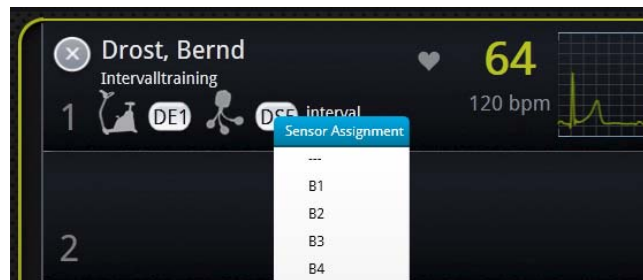 Drost, Bernd
Intervalltraining
64
120 bpm
1 DE1 interval
Sensor Assignment
---
B1
B2
B3
B4
2